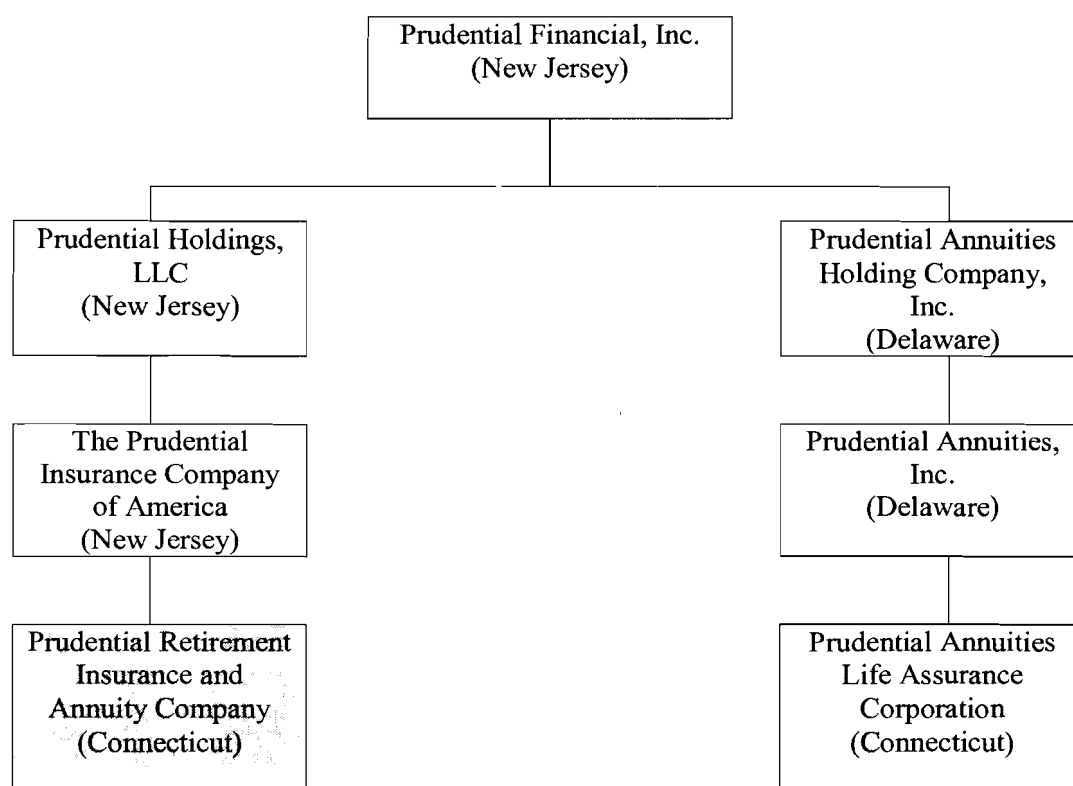 Prudential Financial, Inc.
(New Jersey)
Prudential Holdings,
LLC
(New Jersey)
Prudential Annuities
Holding Company,
Inc.
(Delaware)
The Prudential
Insurance Company
of America
(New Jersey)
Prudential Annuities,
Inc.
(Delaware)
Prudential Retirement
Insurance and
Annuity Company
(Connecticut)
Prudential Annuities
Life Assurance
Corporation
(Connecticut)